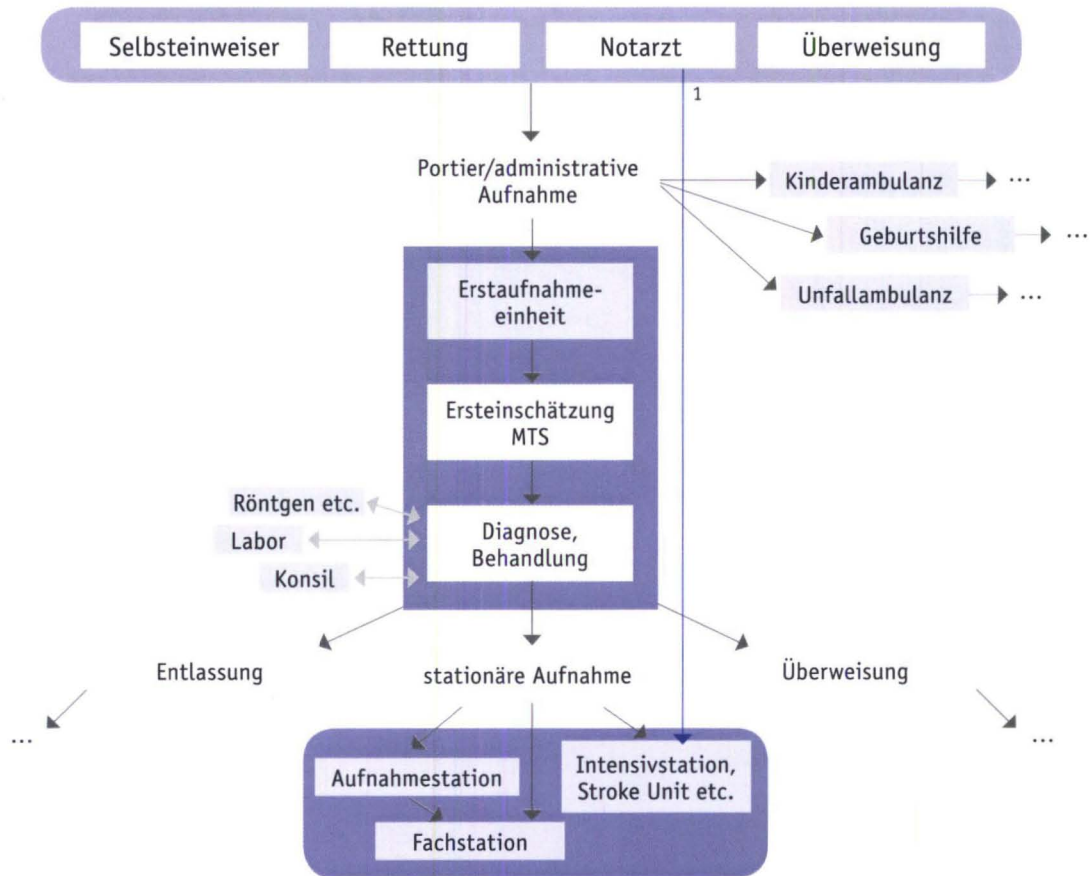 Selbsteinweiser
Rettung
Notarzt
Überweisung
1
Portier/administrative
Aufnahme
Kinderambulanz
...
Geburtshilfe
...
Unfallambulanz
...
Erstaufnahme-
einheit
Ersteinschätzung
MTS
Röntgen etc.
Labor
Konsil
Diagnose,
Behandlung
Entlassung
stationäre Aufnahme
Überweisung
...
...
Aufnahmestation
Intensivstation,
Stroke Unit etc.
Fachstation